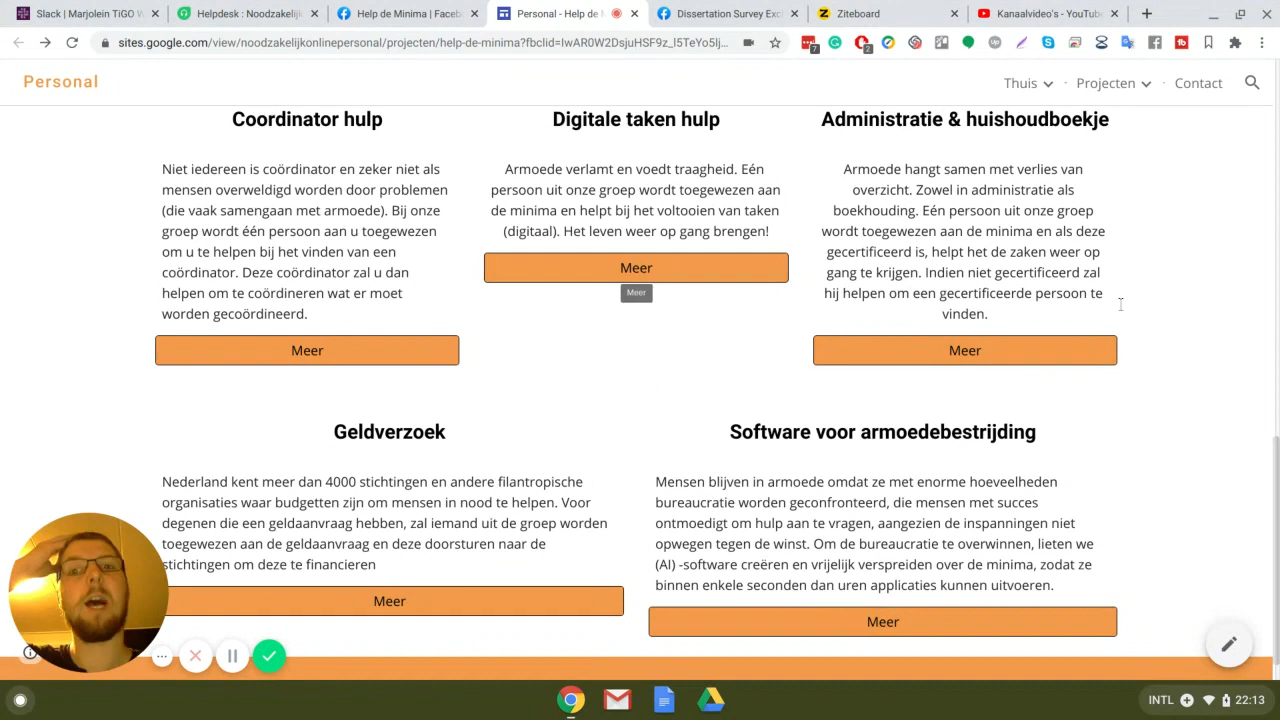 Slack | Marjolein TiGO W
Helpdesk : Noodzakelijk
Help de Minima | Faceb
Personal - Help de M
Dissertation Survey Exc
Ziteboard
Kanaalvideo's - YouTube
sites.google.com/view/noodzakelijkonlinepersonal/projecten/help-de-minima?fbclid=IwAR0W2DsjuHSF9z_I5TeYo5lj...
7
2
Personal
Thuis · Projecten · Contact
Coordinator hulp
Niet iedereen is coördinator en zeker niet als
mensen overweldigd worden door problemen
(die vaak samengaan met armoede). Bij onze
groep wordt één persoon aan u toegewezen
om u te helpen bij het vinden van een
coördinator. Deze coördinator zal u dan
helpen om te coördineren wat er moet
worden gecoördineerd.
Meer
Digitale taken hulp
Armoede verlamt en voedt traagheid. Eén
persoon uit onze groep wordt toegewezen aan
de minima en helpt bij het voltooien van taken
(digitaal). Het leven weer op gang brengen!
Meer
Meer
Administratie & huishoudboekje
Armoede hangt samen met verlies van
overzicht. Zowel in administratie als
boekhouding. Eén persoon uit onze groep
wordt toegewezen aan de minima en als deze
gecertificeerd is, helpt het de zaken weer op
gang te krijgen. Indien niet gecertificeerd zal
hij helpen om een gecertificeerde persoon te
vinden.
Meer
Geldverzoek
Nederland kent meer dan 4000 stichtingen en andere filantropische
organisaties waar budgetten zijn om mensen in nood te helpen. Voor
degenen die een geldaanvraag hebben, zal iemand uit de groep worden
toegewezen aan de geldaanvraag en deze doorsturen naar de
stichtingen om deze te financieren
Meer
Software voor armoedebestrijding
Mensen blijven in armoede omdat ze met enorme hoeveelheden
bureaucratie worden geconfronteerd, die mensen met succes
ontmoedigt om hulp aan te vragen, aangezien de inspanningen niet
opwegen tegen de winst. Om de bureaucratie te overwinnen, lieten we
(AI) -software creëren en vrijelijk verspreiden over de minima, zodat ze
binnen enkele seconden dan uren applicaties kunnen uitvoeren.
Meer
INTL
22:13